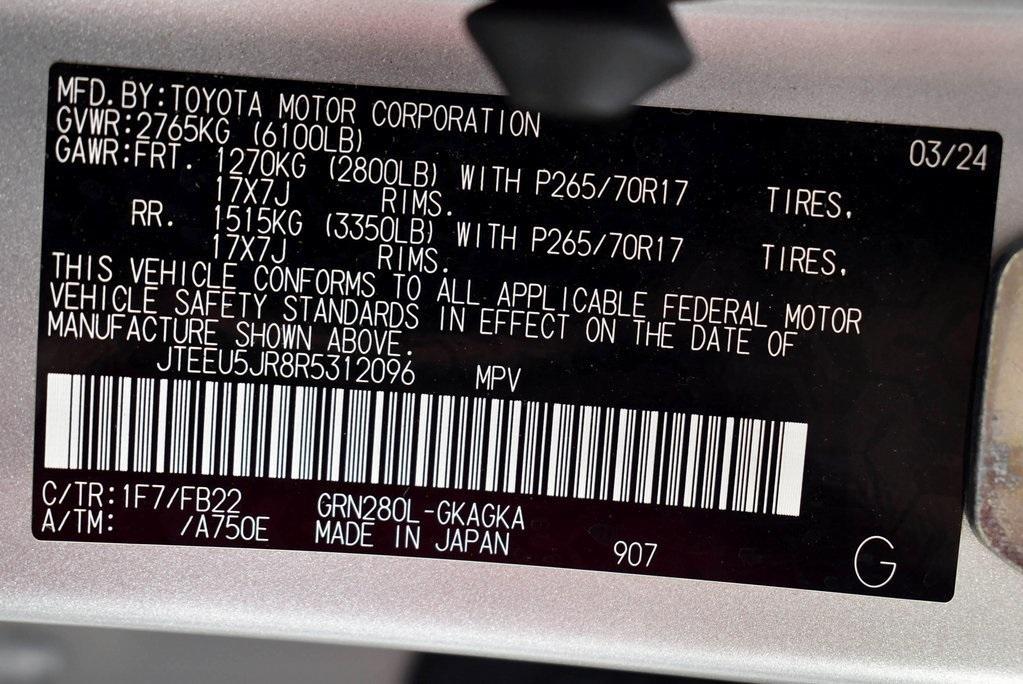 MFD.BY:TOYOTA MOTOR CORPORATION 03/24
GVWR:2765KG (6100LB)
GAWR:FRT. 1270KG (2800LB) WITH P265/70R17 TIRES.
17X7J RIMS.
RR. 1515KG (3350LB) WITH P265/70R17 TIRES.
17X7J RIMS.
THIS VEHICLE CONFORMS TO ALL APPLICABLE FEDERAL MOTOR
VEHICLE SAFETY STANDARDS IN EFFECT ON THE DATE OF
MANUFACTURE SHOWN ABOVE.
JTEEU5JR8R5312096 MPV
C/TR:1F7/FB22 GRN280L-GKAGKA
A/TM: /A750E MADE IN JAPAN 907 G